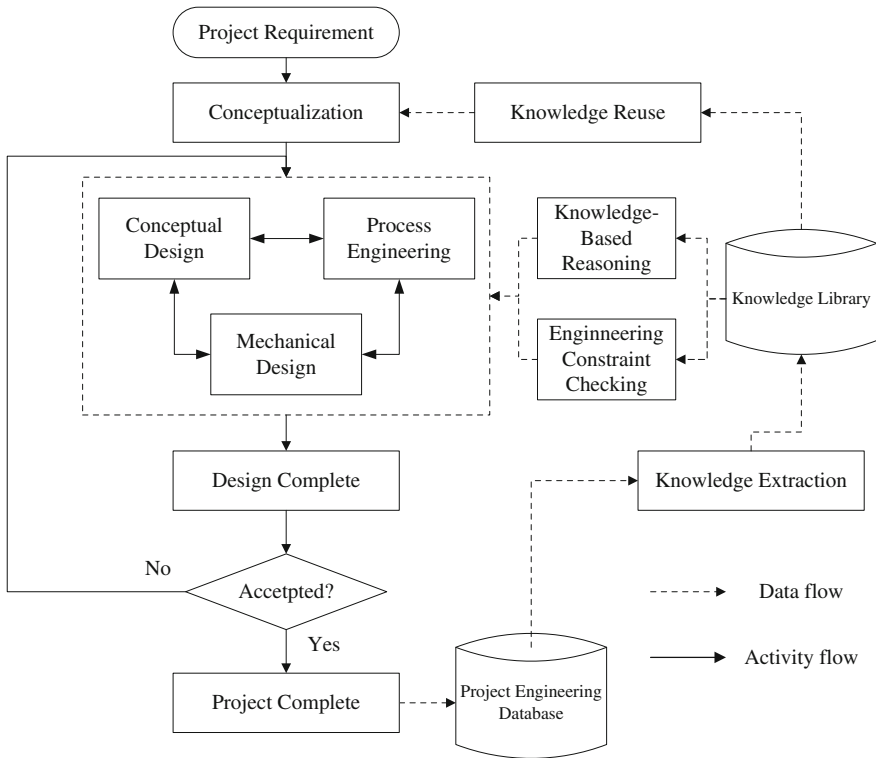 Project Requirement
Conceptualization
Knowledge Reuse
Conceptual
Design
Process
Engineering
Mechanical
Design
Knowledge-
Based
Reasoning
Enginneering
Constraint
Checking
Knowledge Library
Design Complete
Knowledge Extraction
No
Accetpted?
Yes
Data flow
Activity flow
Project Complete
Project Engineering
Database